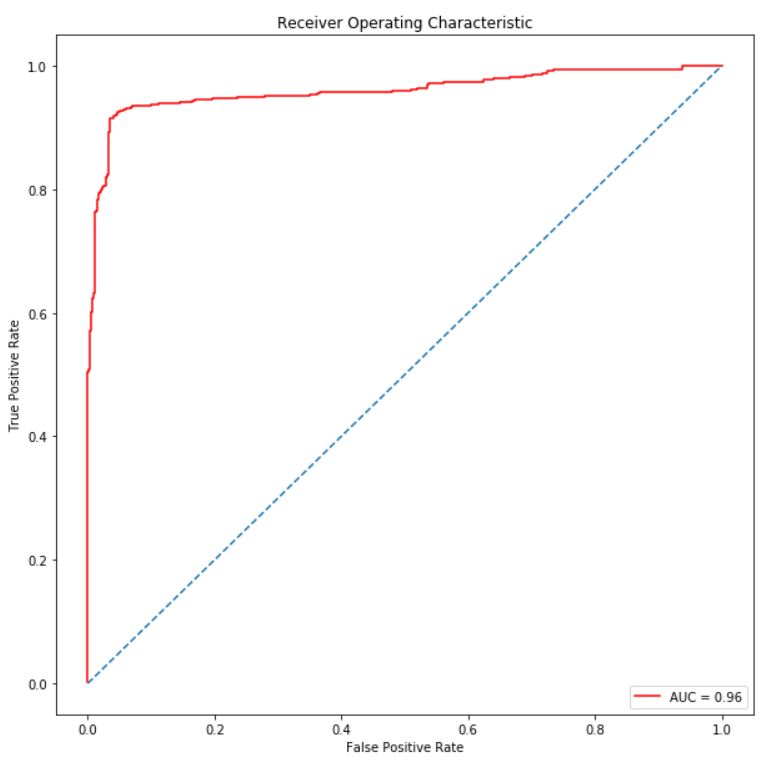 Receiver Operating Characteristic
1.0
0.8
0.6
0.4
0.2
0.0
True Positive Rate
0.0 0.2 0.4 0.6 0.8 1.0
False Positive Rate
AUC = 0.96